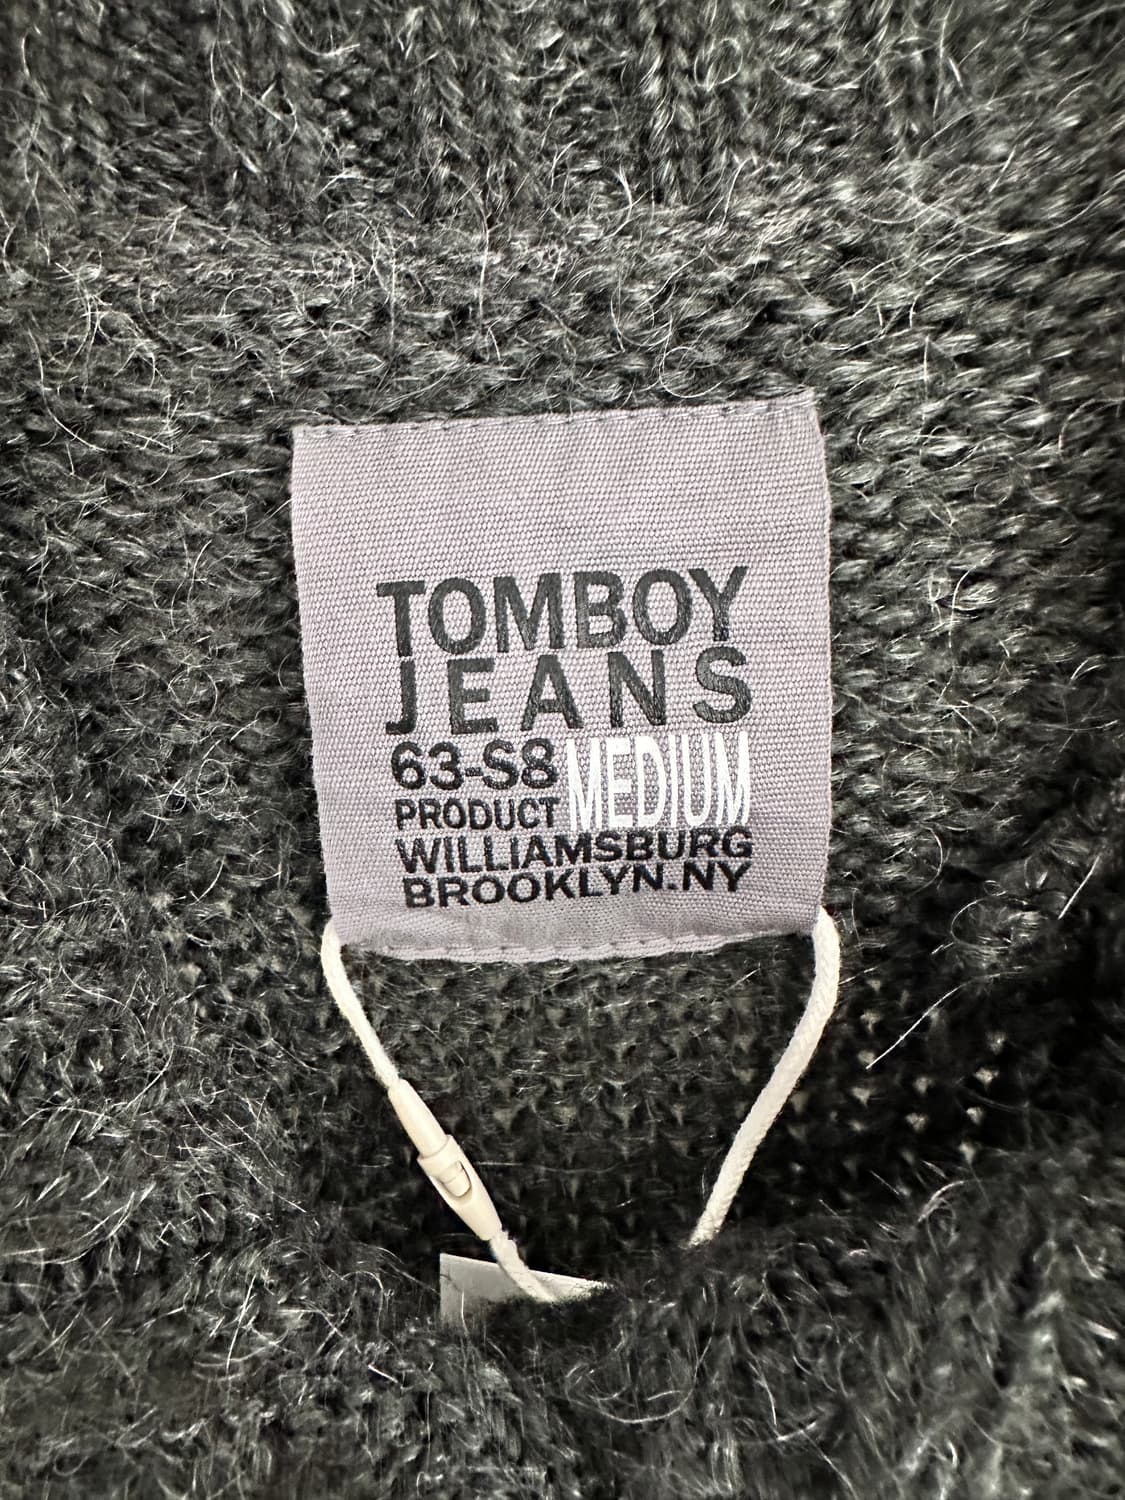 TOMBOY
JEANS
63-S8 MEDIUM
PRODUCT
WILLIAMSBURG
BROOKLYN.NY